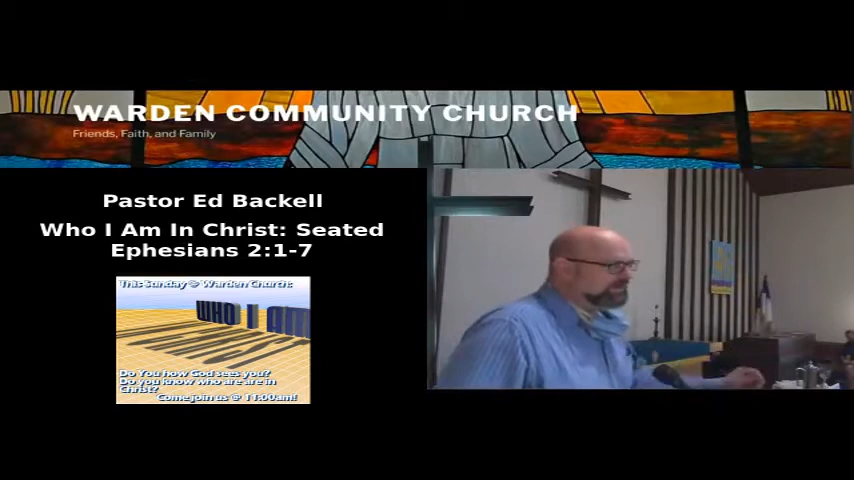 WARDEN COMMUNITY CHURCH
Friends, Faith, and Family
Pastor Ed Backell
Who I Am In Christ: Seated
Ephesians 2:1-7
This Sunday @ Warden Church:
WHO I
Do You how God sees you?
Do you know who are are in
Christ?
Come join us @ 11:00am!